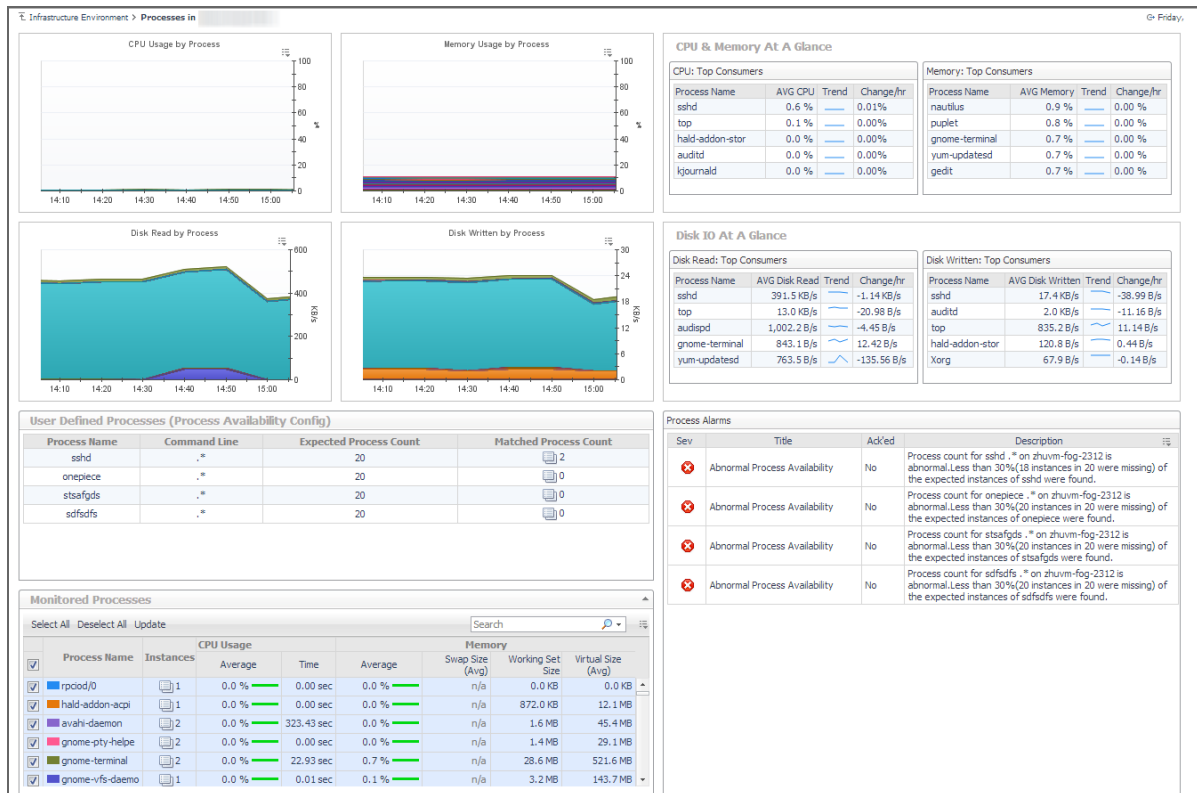 Infrastructure Environment > Processes in
Friday,
CPU Usage by Process
100
80
60
40
20
0
%
14:10 14:20 14:30 14:40 14:50 15:00
Memory Usage by Process
100
80
60
40
20
0
%
14:10 14:20 14:30 14:40 14:50 15:00
CPU & Memory At A Glance
CPU: Top Consumers
Process Name AVG CPU Trend Change/hr
sshd 0.6 % 0.01%
top 0.1 % 0.00%
hald-addon-stor 0.0 % 0.00%
auditd 0.0 % 0.00%
kjournald 0.0 % 0.00%
Memory: Top Consumers
Process Name AVG Memory Trend Change/hr
nautilus 0.9 % 0.00 %
puplet 0.8 % 0.00 %
gnome-terminal 0.7 % 0.00 %
yum-updatesd 0.7 % 0.00 %
gedit 0.7 % 0.00 %
Disk Read by Process
600
400
200
0
KB/s
14:10 14:20 14:30 14:40 14:50 15:00
Disk Written by Process
30
24
18
12
6
0
KB/s
14:10 14:20 14:30 14:40 14:50 15:00
Disk IO At A Glance
Disk Read: Top Consumers
Process Name AVG Disk Read Trend Change/hr
sshd 391.5 KB/s -1.14 KB/s
top 13.0 KB/s -20.98 B/s
audispd 1,002.2 B/s -4.45 B/s
gnome-terminal 843.1 B/s 12.42 B/s
yum-updatesd 763.5 B/s -135.56 B/s
Disk Written: Top Consumers
Process Name AVG Disk Written Trend Change/hr
sshd 17.4 KB/s -38.99 B/s
auditd 2.0 KB/s -11.16 B/s
top 835.2 B/s 11.14 B/s
hald-addon-stor 120.8 B/s 0.44 B/s
Xorg 67.9 B/s -0.14 B/s
User Defined Processes (Process Availability Config)
Process Name Command Line Expected Process Count Matched Process Count
sshd .* 20 2
onepiece .* 20 0
stsafgds .* 20 0
sdfsdfs .* 20 0
Process Alarms
Sev Title Ack'ed Description
Abnormal Process Availability No Process count for sshd .* on zhuvm-fog-2312 is
abnormal.Less than 30%(18 instances in 20 were missing) of
the expected instances of sshd were found.
Abnormal Process Availability No Process count for onepiece .* on zhuvm-fog-2312 is
abnormal.Less than 30%(20 instances in 20 were missing) of
the expected instances of onepiece were found.
Abnormal Process Availability No Process count for stsafgds .* on zhuvm-fog-2312 is
abnormal.Less than 30%(20 instances in 20 were missing) of
the expected instances of stsafgds were found.
Abnormal Process Availability No Process count for sdfsdfs .* on zhuvm-fog-2312 is
abnormal.Less than 30%(20 instances in 20 were missing) of
the expected instances of sdfsdfs were found.
Monitored Processes
Select All Deselect All Update
Search
CPU Usage Memory
Process Name Instances Average Time Average Swap Size (Avg) Working Set Size Virtual Size (Avg)
rpciod/0 1 0.0 % 0.00 sec 0.0 % n/a 0.0 KB 0.0 KB
hald-addon-acpi 1 0.0 % 0.00 sec 0.0 % n/a 872.0 KB 12.1 MB
avahi-daemon 2 0.0 % 323.43 sec 0.0 % n/a 1.6 MB 45.4 MB
gnome-pty-helpe 2 0.0 % 0.00 sec 0.0 % n/a 1.4 MB 29.1 MB
gnome-terminal 2 0.0 % 22.93 sec 0.7 % n/a 28.6 MB 521.6 MB
gnome-vfs-daemo 1 0.0 % 0.01 sec 0.1 % n/a 3.2 MB 143.7 MB